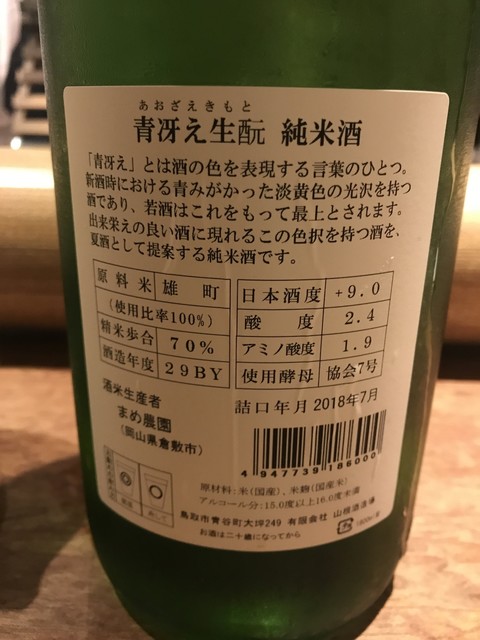 あおざえきもと
青冴え生酛 純米酒
「青冴え」とは酒の色を表現する言葉のひとつ。
新酒時における青みがかった淡黄色の光沢を持つ
酒であり、若酒はこれをもって最上とされます。
出来栄えの良い酒に現れるこの色択を持つ酒を、
夏酒として提案する純米酒です。
原料米 雄町
(使用比率100%)
精米歩合 70%
酒造年度 29BY
日本酒度 +9.0
酸度 2.4
アミノ酸度 1.9
使用酵母 協会7号
酒米生産者
まめ農園
(岡山県倉敷市)
詰口年月 2018年7月
4 947739 186000
原材料:米(国産)、米麹(国産米)
アルコール分:15.0度以上16.0度未満
鳥取市青谷町大坪249 有限会社 山根酒造場
お酒は二十歳になってから
1800ml